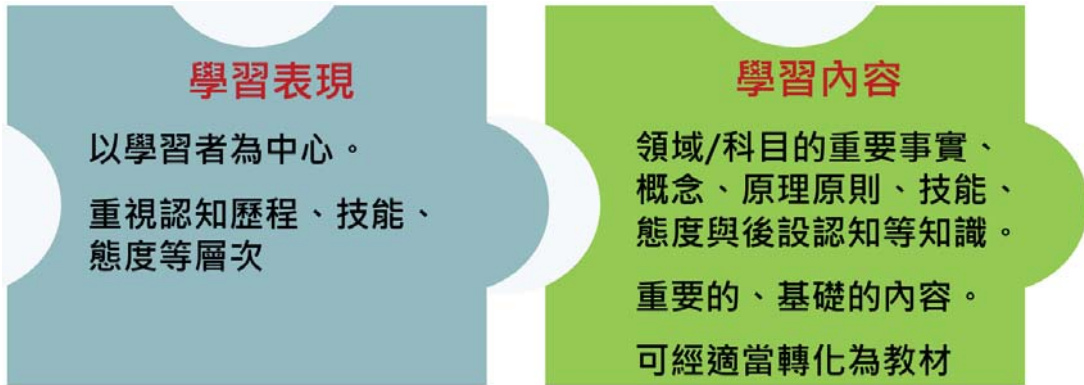 學習表現
以學習者為中心。
重視認知歷程、技能、
態度等層次
學習內容
領域/科目的重要事實、
概念、原理原則、技能、
態度與後設認知等知識。
重要的、基礎的內容。
可經適當轉化為教材